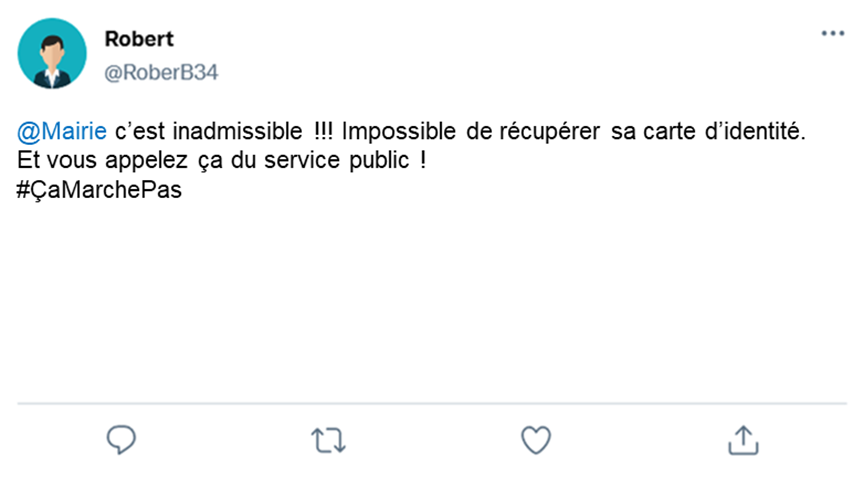 Robert
@RoberB34
@Mairie c’est inadmissible !!! Impossible de récupérer sa carte d’identité.
Et vous appelez ça du service public !
#ÇaMarchePas